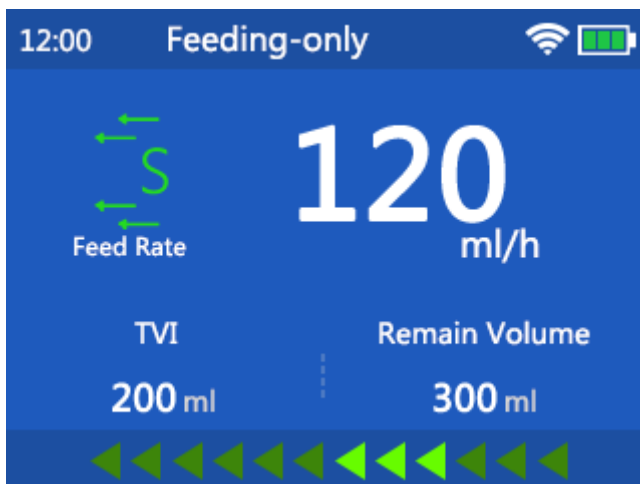 12:00 Feeding-only
S
120
ml/h
Feed Rate
TVI Remain Volume
200 ml 300 ml